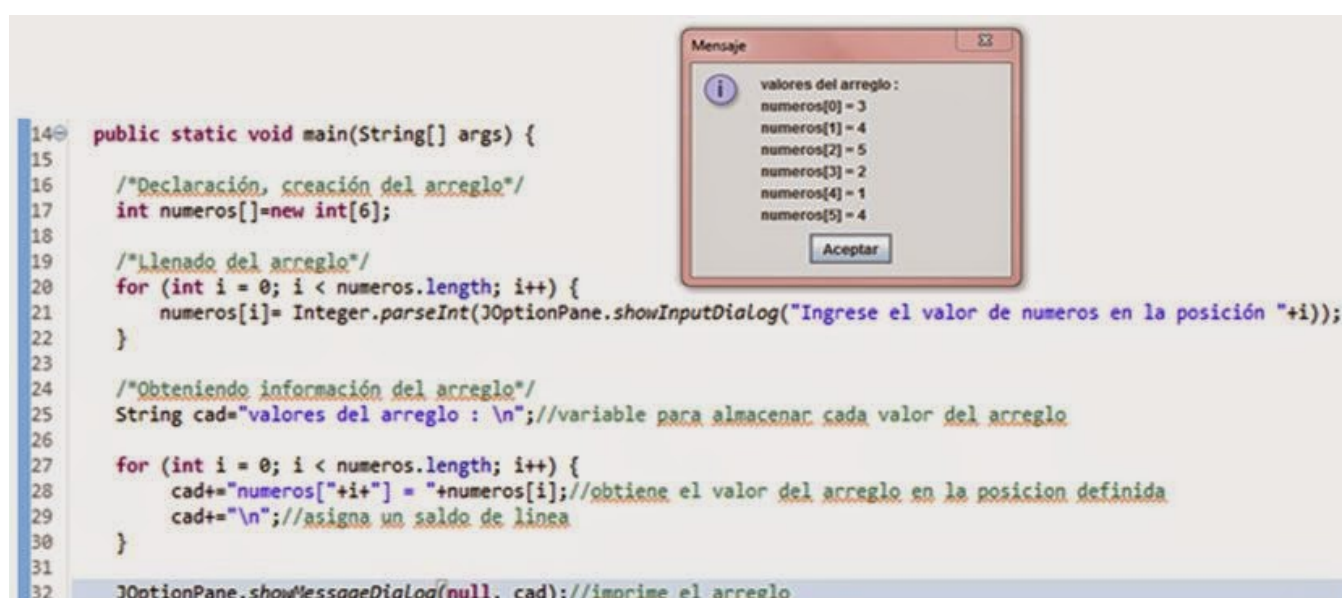 Mensaje
valores del arreglo :
numeros[0] = 3
numeros[1] = 4
numeros[2] = 5
numeros[3] = 2
numeros[4] = 1
numeros[5] = 4
Aceptar
14 public static void main(String[] args) {
15
16 /*Declaración, creación del arreglo*/
17 int numeros[]=new int[6];
18
19 /*Llenado del arreglo*/
20 for (int i = 0; i < numeros.length; i++) {
21 numeros[i]= Integer.parseInt(JOptionPane.showInputDialog("Ingrese el valor de numeros en la posición "+i));
22 }
23
24 /*Obteniendo información del arreglo*/
25 String cad="valores del arreglo : \n";//variable para almacenar cada valor del arreglo
26
27 for (int i = 0; i < numeros.length; i++) {
28 cad+="numeros["+i+"] = "+numeros[i];//obtiene el valor del arreglo en la posicion definida
29 cad+="\n";//asigna un saldo de linea
30 }
31
32 JOptionPane.showMessageDialog(null, cad);//imprime el arreglo